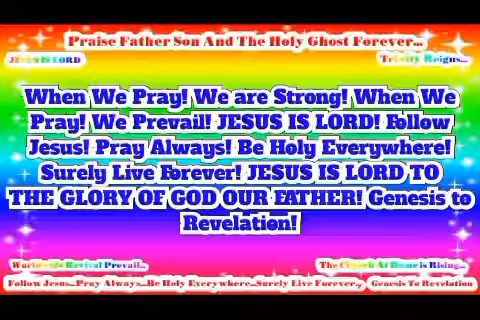 Praise Father Son And The Holy Ghost Forever...
JESUS IS LORD
Trinity Reigns...
When We Pray! We are Strong! When We
Pray! We Prevail! JESUS IS LORD! Follow
Jesus! Pray Always! Be Holy Everywhere!
Surely Live Forever! JESUS IS LORD TO
THE GLORY OF GOD OUR FATHER! Genesis to
Revelation!
Worldwide Revival Prevail...
The Church At Home is Rising...
Follow Jesus...Pray Always...Be Holy Everywhere...Surely Live Forever...
Genesis To Revelation